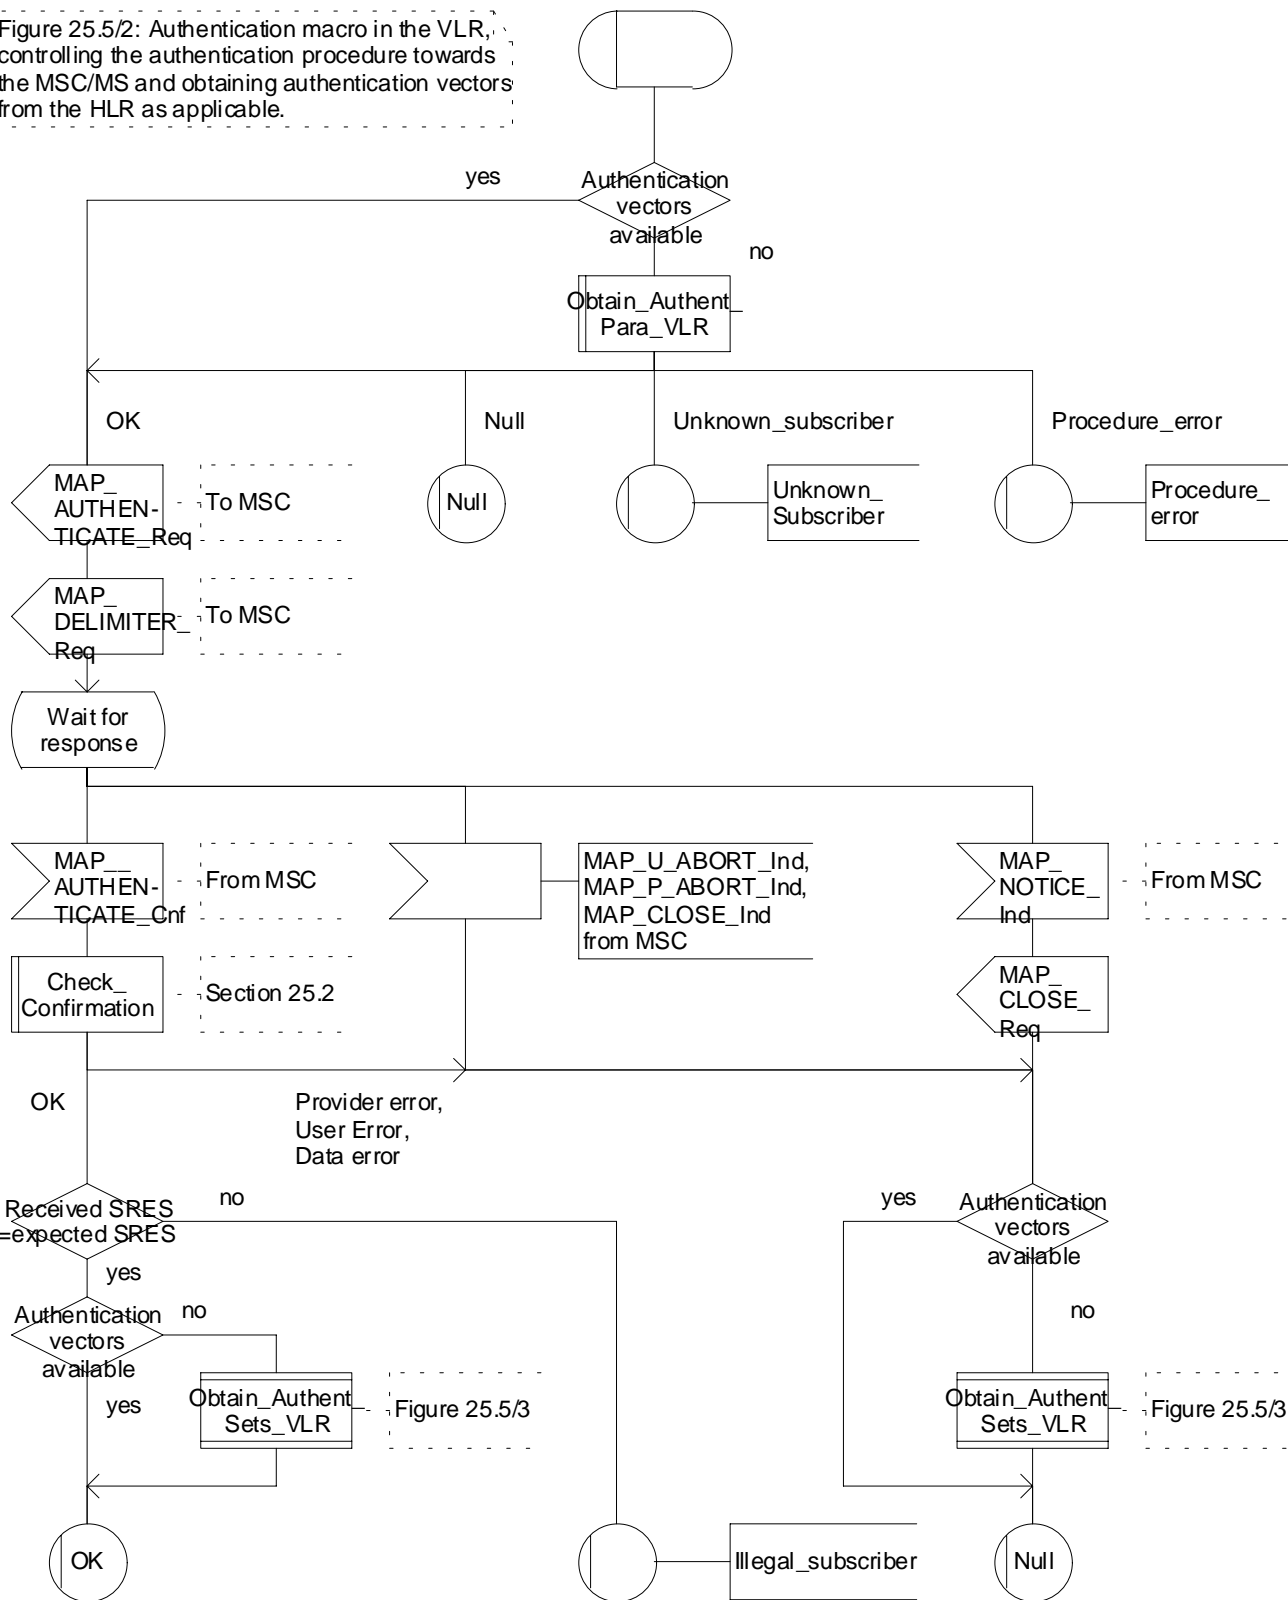 Figure 25.5/2: Authentication macro in the VLR,
controlling the authentication procedure towards
the MSC/MS and obtaining authentication vectors
from the HLR as applicable.
yes
Authentication
vectors
available
no
Obtain_Authent_
Para_VLR
OK
Null
Unknown_subscriber
Procedure_error
MAP_
AUTHEN-
TICATE_Req
To MSC
Null
Unknown_
Subscriber
Procedure_
error
MAP_
DELIMITER_
Req
To MSC
Wait for
response
MAP__
AUTHEN-
TICATE_Cnf
From MSC
MAP_U_ABORT_Ind,
MAP_P_ABORT_Ind,
MAP_CLOSE_Ind
from MSC
MAP_
NOTICE_
Ind
From MSC
Check_
Confirmation
Section 25.2
MAP_
CLOSE_
Req
OK
Provider error,
User Error,
Data error
Received SRES
=expected SRES
no
yes
yes
Authentication
vectors
available
no
Authentication
vectors
available
no
yes
Obtain_Authent_
Sets_VLR
Figure 25.5/3
Obtain_Authent_
Sets_VLR
Figure 25.5/3
OK
Illegal_subscriber
Null